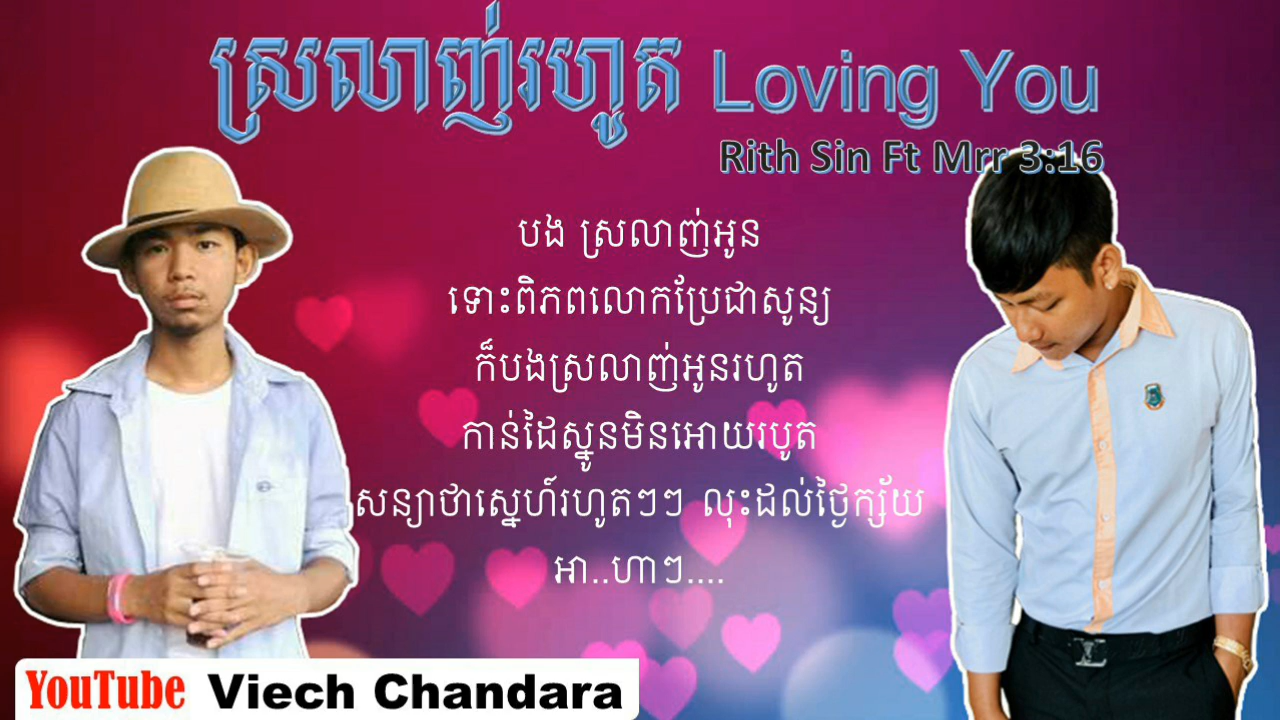 ស្រលាញ់រហូត Loving You
Rith Sin Ft Mrr 3:16
បង ស្រលាញ់អូន
ទោះពិភពលោកប្រែជាសូន្យ
ក៏បងស្រលាញ់អូនរហូត
កាន់ដៃស្នូនមិនអោយរបូត
សន្យាថាស្នេហ៍រហូតៗៗ លុះដល់ថ្ងៃក្ស័យ
អា..ហាៗ....
YouTube Viech Chandara